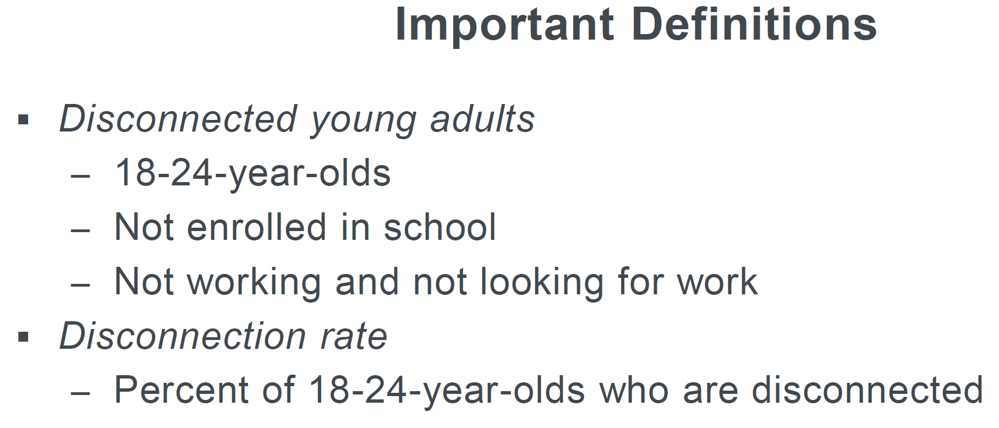 Important Definitions
▪ Disconnected young adults
– 18-24-year-olds
– Not enrolled in school
– Not working and not looking for work
▪ Disconnection rate
– Percent of 18-24-year-olds who are disconnected